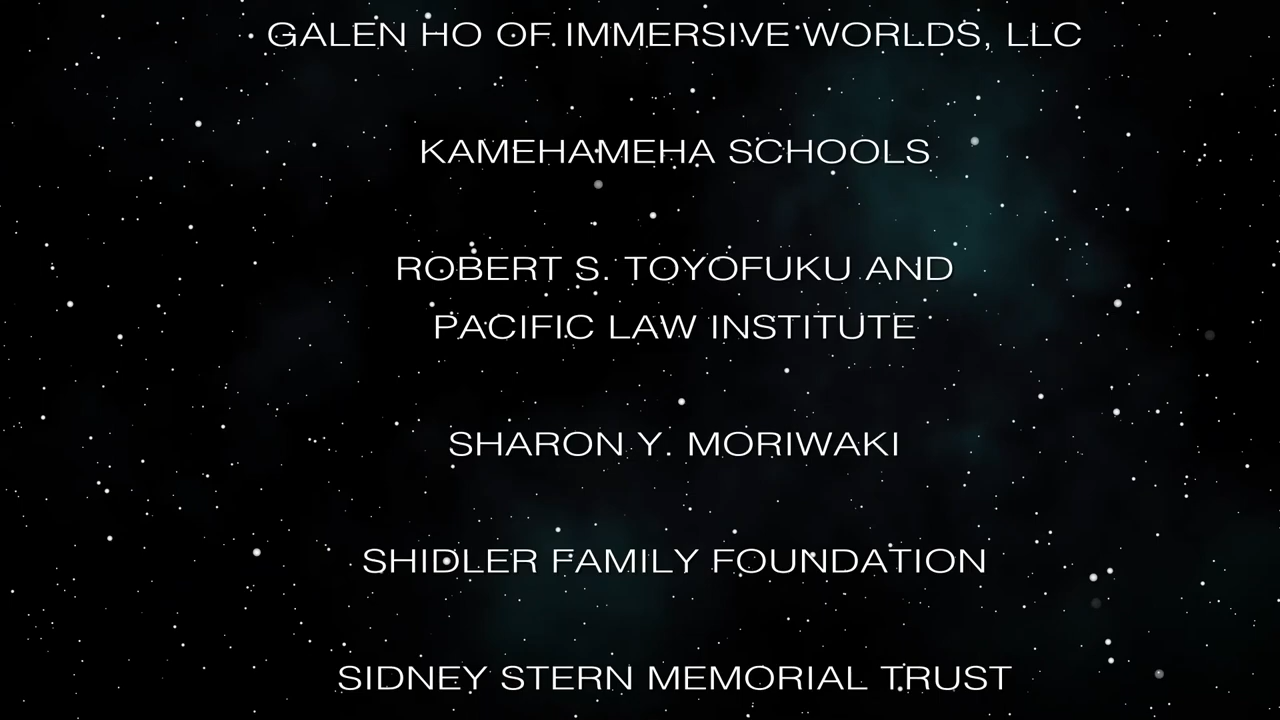 GALEN HO OF IMMERSIVE WORLDS, LLC
KAMEHAMEHA SCHOOLS
ROBERT S. TOYOFUKU AND
PACIFIC LAW INSTITUTE
SHARON Y. MORIWAKI
SHIDLER FAMILY FOUNDATION
SIDNEY STERN MEMORIAL TRUST